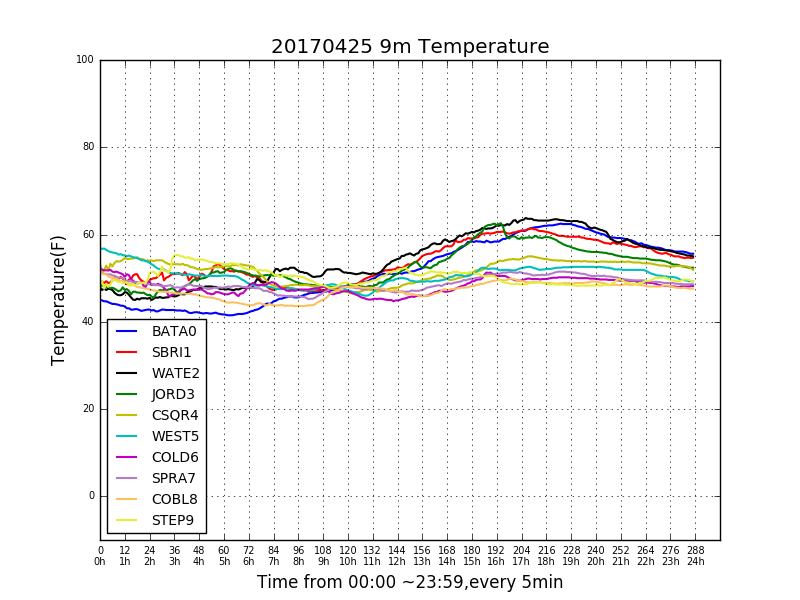 20170425 9m Temperature
Temperature(F)
100
80
60
40
20
0
BATA0
SBRI1
WATE2
JORD3
CSQR4
WEST5
COLD6
SPRA7
COBL8
STEP9
0 12 24 36 48 60 72 84 96 108 120 132 144 156 168 180 192 204 216 228 240 252 264 276 288
0h 1h 2h 3h 4h 5h 6h 7h 8h 9h 10h 11h 12h 13h 14h 15h 16h 17h 18h 19h 20h 21h 22h 23h 24h
Time from 00:00 ~23:59,every 5min